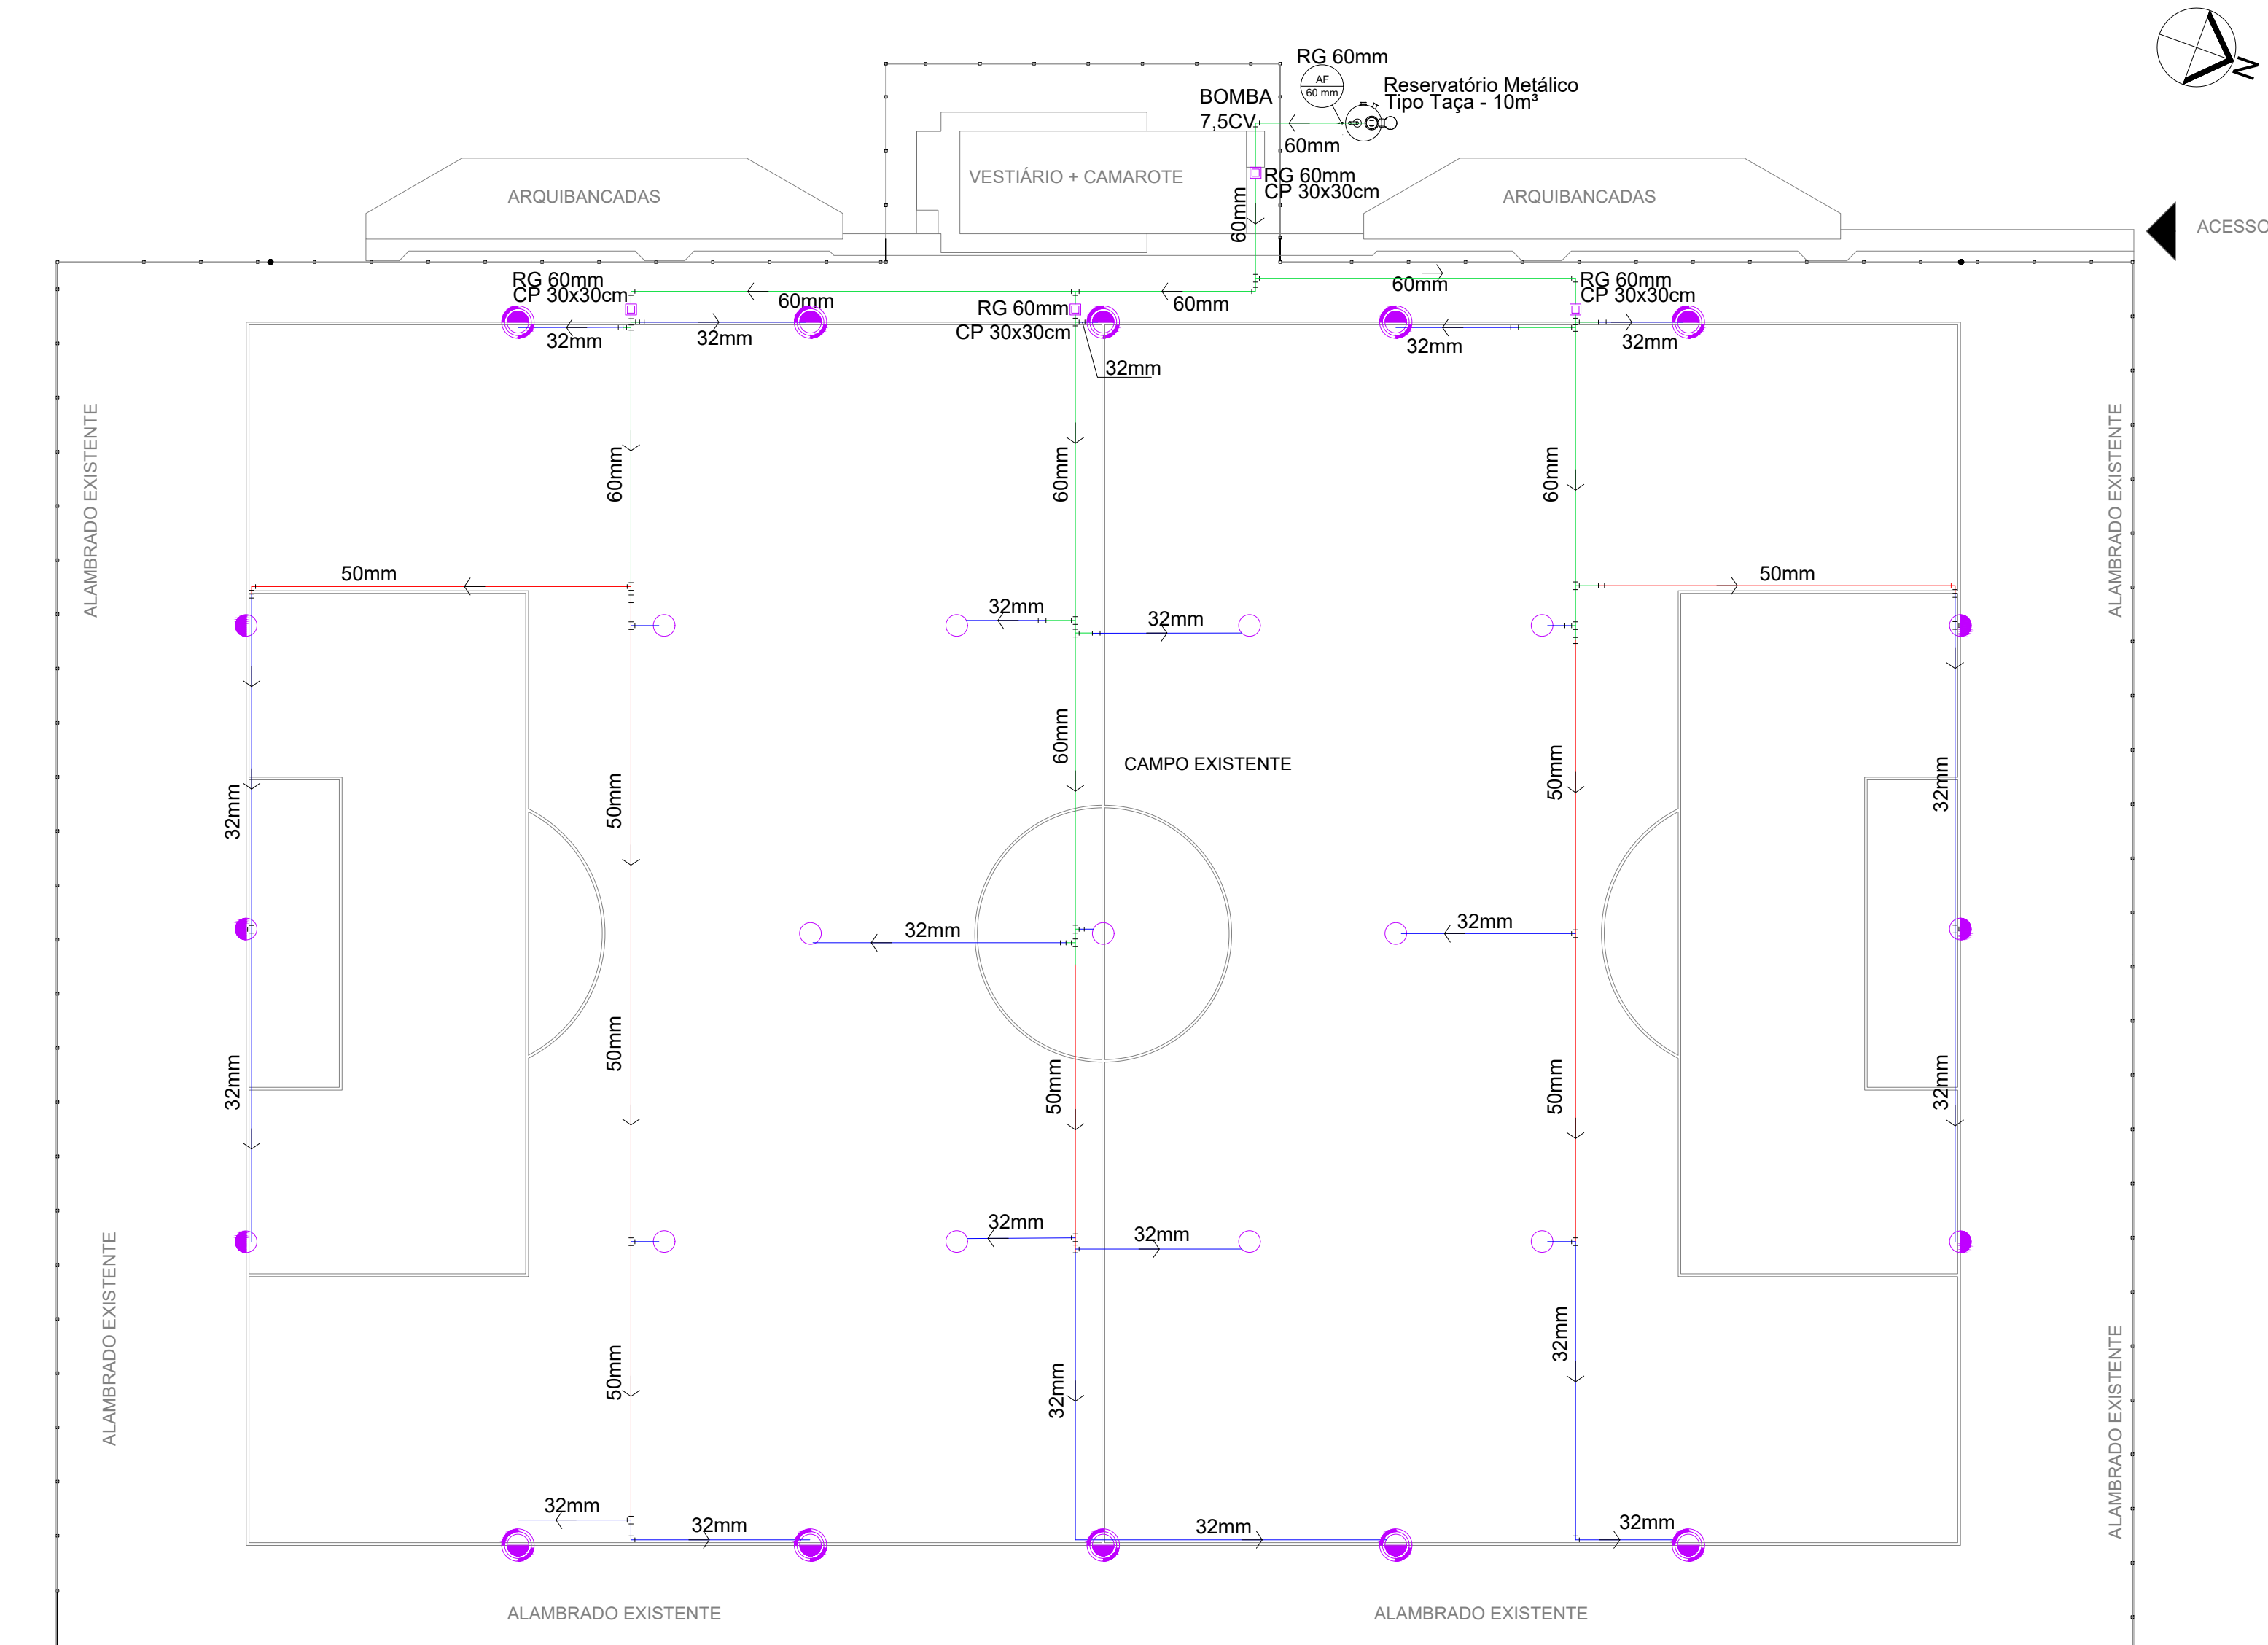 RG 60mm
AF
60 mm
Reservatório Metálico
Tipo Taça - 10m³
N
BOMBA
7,5CV
60mm
VESTIÁRIO + CAMAROTE
RG 60mm
CP 30x30cm
ARQUIBANCADAS
ARQUIBANCADAS
60mm
ACESSO
RG 60mm
CP 30x30cm
60mm
RG 60mm
CP 30x30cm
60mm
60mm
RG 60mm
CP 30x30cm
32mm
32mm
32mm
32mm
32mm
ALAMBRADO EXISTENTE
60mm
60mm
60mm
ALAMBRADO EXISTENTE
50mm
50mm
32mm
32mm
60mm
CAMPO EXISTENTE
32mm
50mm
50mm
32mm
32mm
32mm
32mm
50mm
50mm
50mm
32mm
32mm
32mm
ALAMBRADO EXISTENTE
50mm
32mm
32mm
ALAMBRADO EXISTENTE
32mm
32mm
32mm
32mm
ALAMBRADO EXISTENTE
ALAMBRADO EXISTENTE